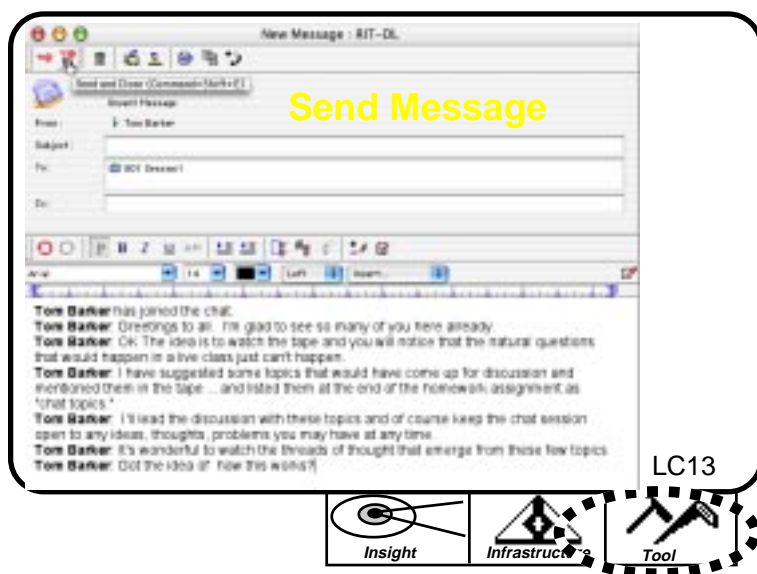 New Message : RIT-DL
Send and Close (Command+Shift+E)
Send Message
From: Tom Barker
Subject:
To: 801 Session1
Cc:
14 Left Insert...
Tom Barker has joined the chat.
Tom Barker: Greetings to all. I'm glad to see so many of you here already.
Tom Barker: OK The idea is to watch the tape and you will notice that the natural questions
that would happen in a live class just can't happen.
Tom Barker: I have suggested some topics that would have come up for discussion and
mentioned them in the tape ... and listed them at the end of the homework assignment as
"chat topics."
Tom Barker: I'll lead the discussion with these topics and of course keep the chat session
open to any ideas, thoughts, problems you may have at any time.
Tom Barker: It's wonderful to watch the threads of thought that emerge from these few topics
Tom Barker: Got the idea of how this works?
LC13
Insight Infrastructure Tool